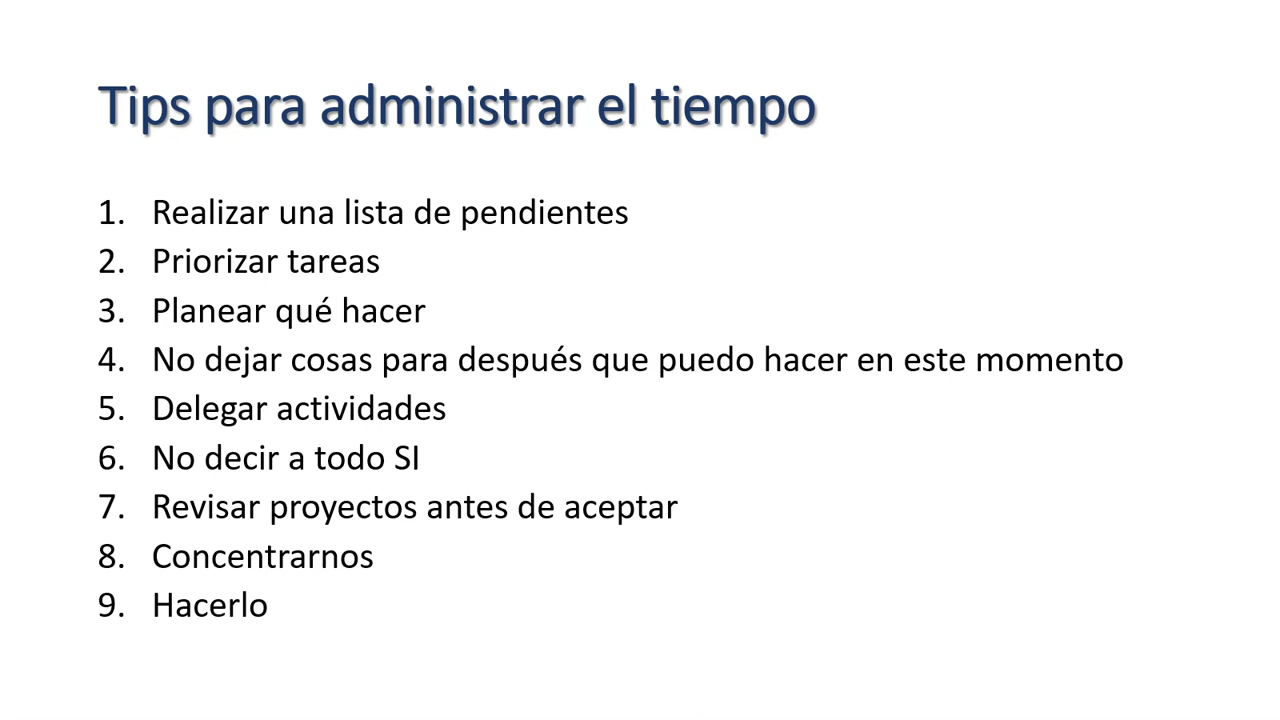 Tips para administrar el tiempo
1. Realizar una lista de pendientes
2. Priorizar tareas
3. Planear qué hacer
4. No dejar cosas para después que puedo hacer en este momento
5. Delegar actividades
6. No decir a todo SI
7. Revisar proyectos antes de aceptar
8. Concentrarnos
9. Hacerlo